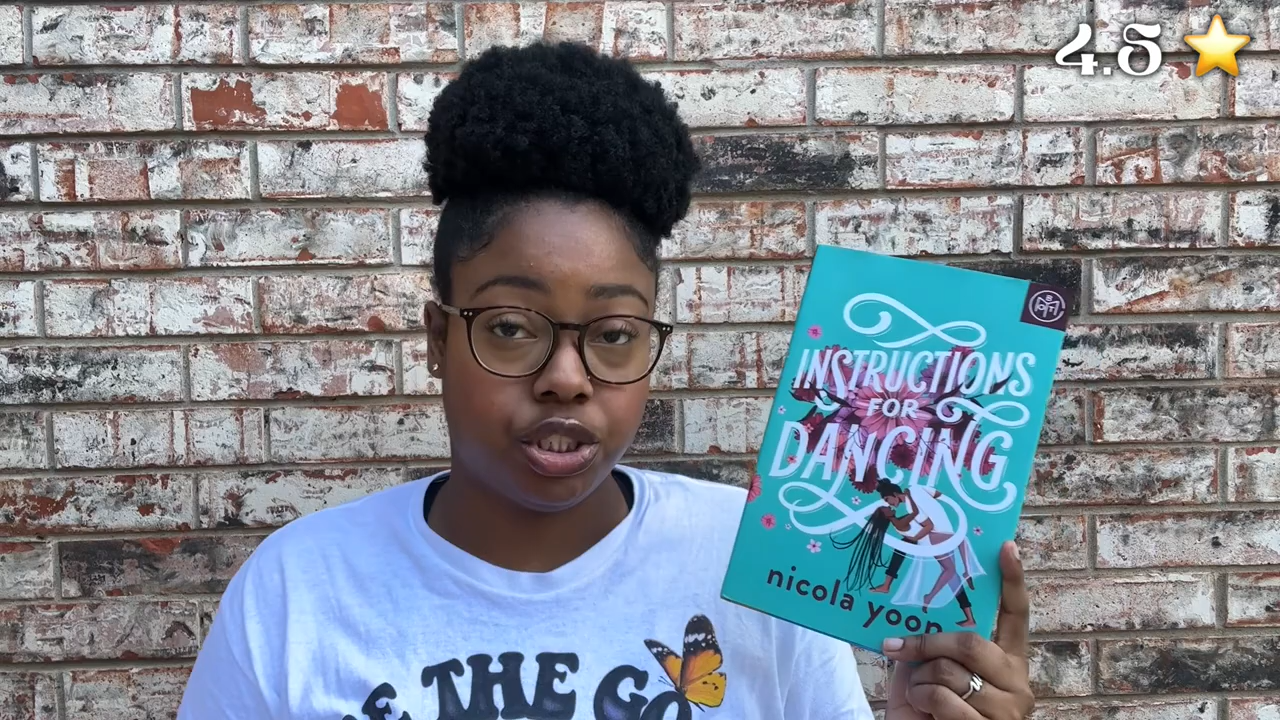 4.5 ⭐
INSTRUCTIONS
FOR
DANCING
nicola yoon
THE GO